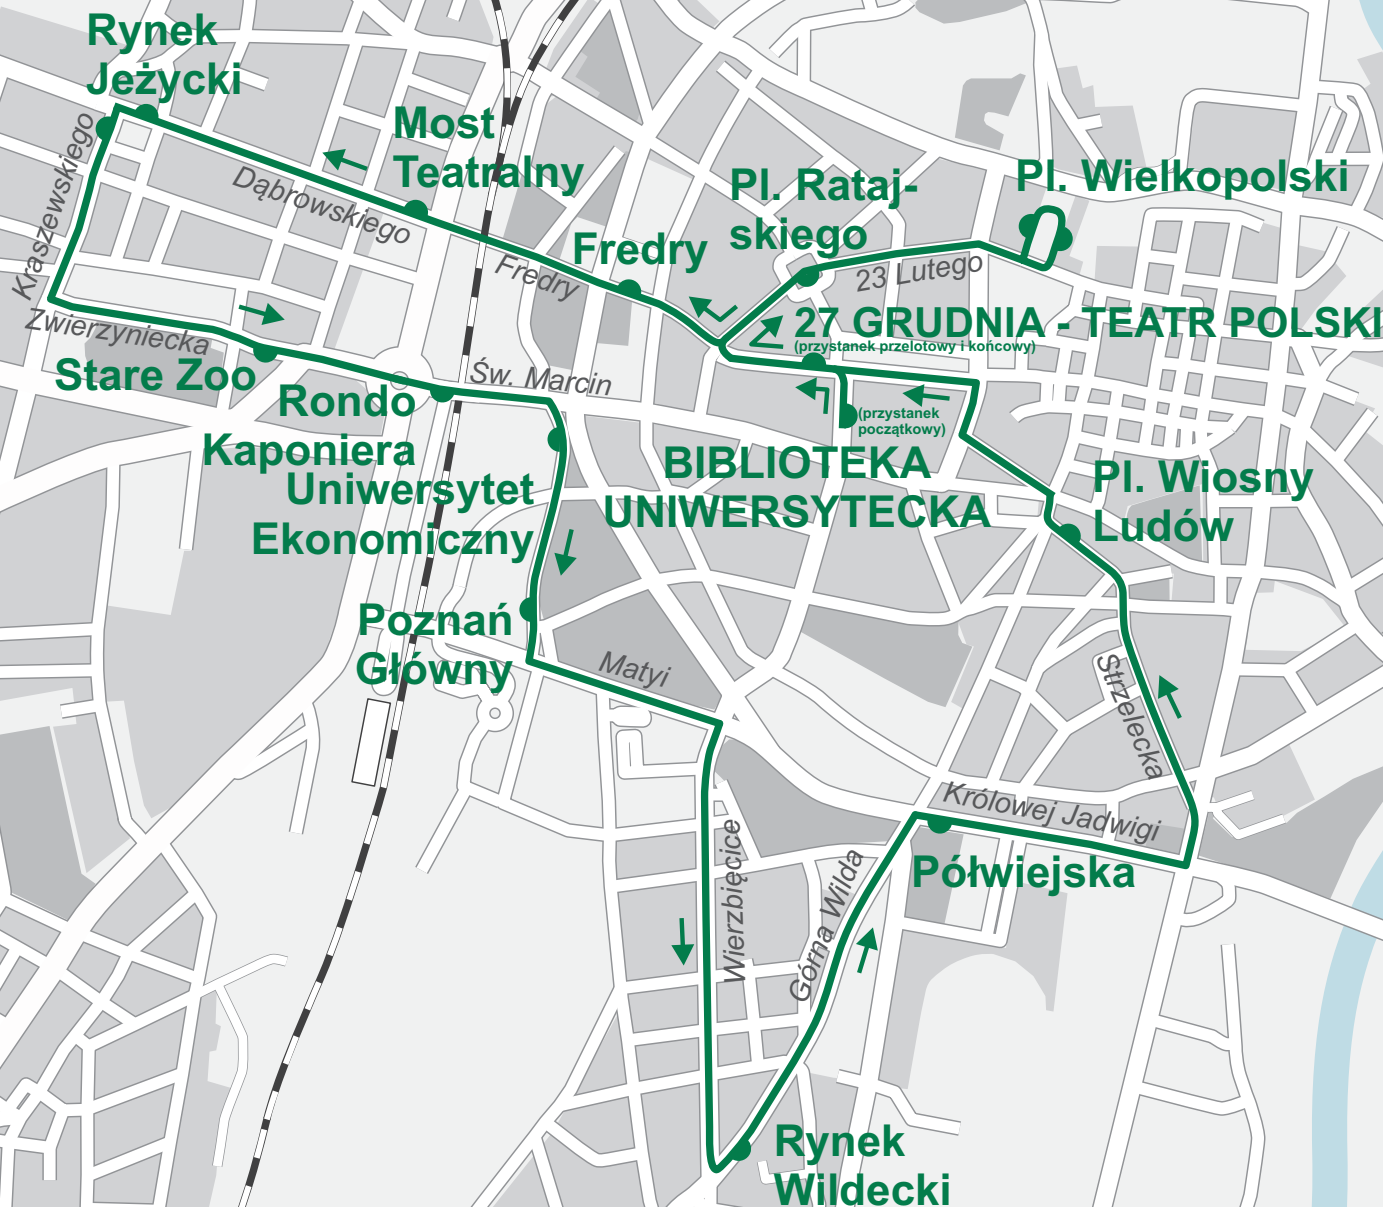 Rynek
Jeżycki
Most
Teatralny
Pl. Rataj-
skiego
Pl. Wielkopolski
Kraszewskiego
Dąbrowskiego
Fredry
Fredry
23 Lutego
27 GRUDNIA - TEATR POLSKI
(przystanek przelotowy i końcowy)
Zwierzyniecka
Stare Zoo
Św. Marcin
Rondo
Kaponiera
(przystanek
początkowy)
BIBLIOTEKA
UNIWERSYTECKA
Uniwersytet
Ekonomiczny
Pl. Wiosny
Ludów
Poznań
Główny
Matyi
Strzelecka
Królowej Jadwigi
Wierzbięcice
Górna Wilda
Półwiejska
Rynek
Wildecki